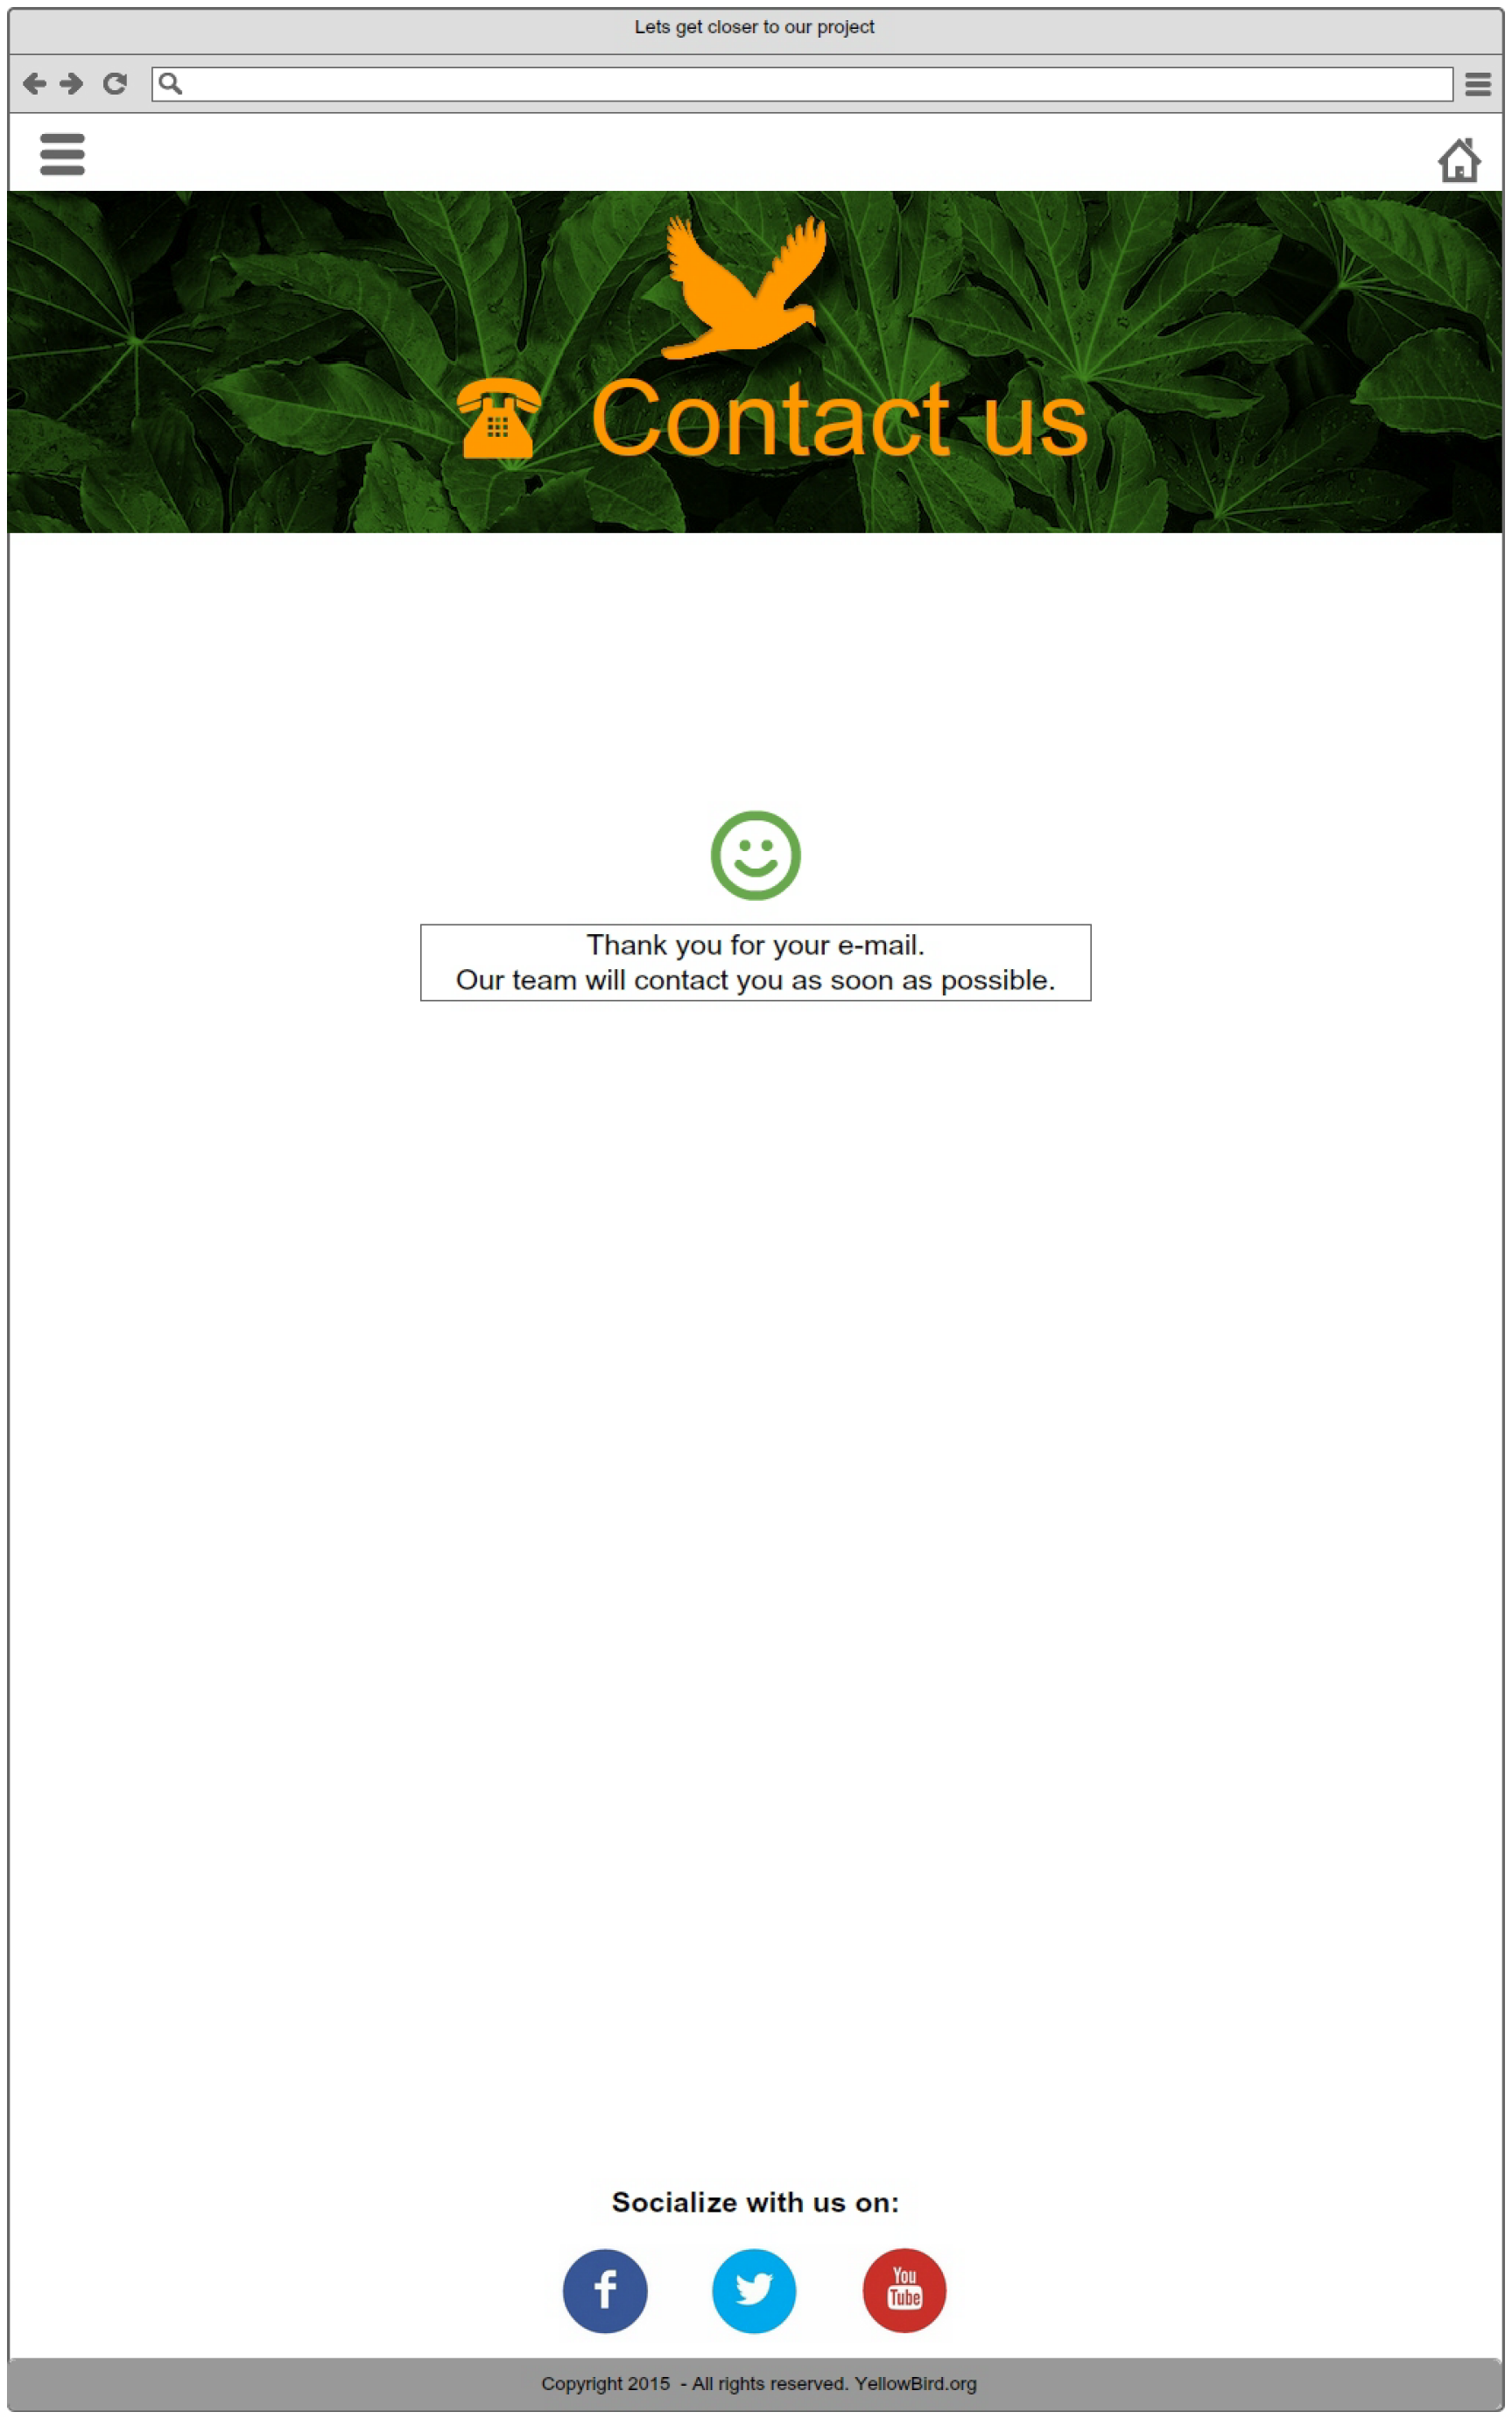 Lets get closer to our project
Contact us
Thank you for your e-mail.
Our team will contact you as soon as possible.
Socialize with us on:
f
You
Tube
Copyright 2015  - All rights reserved. YellowBird.org